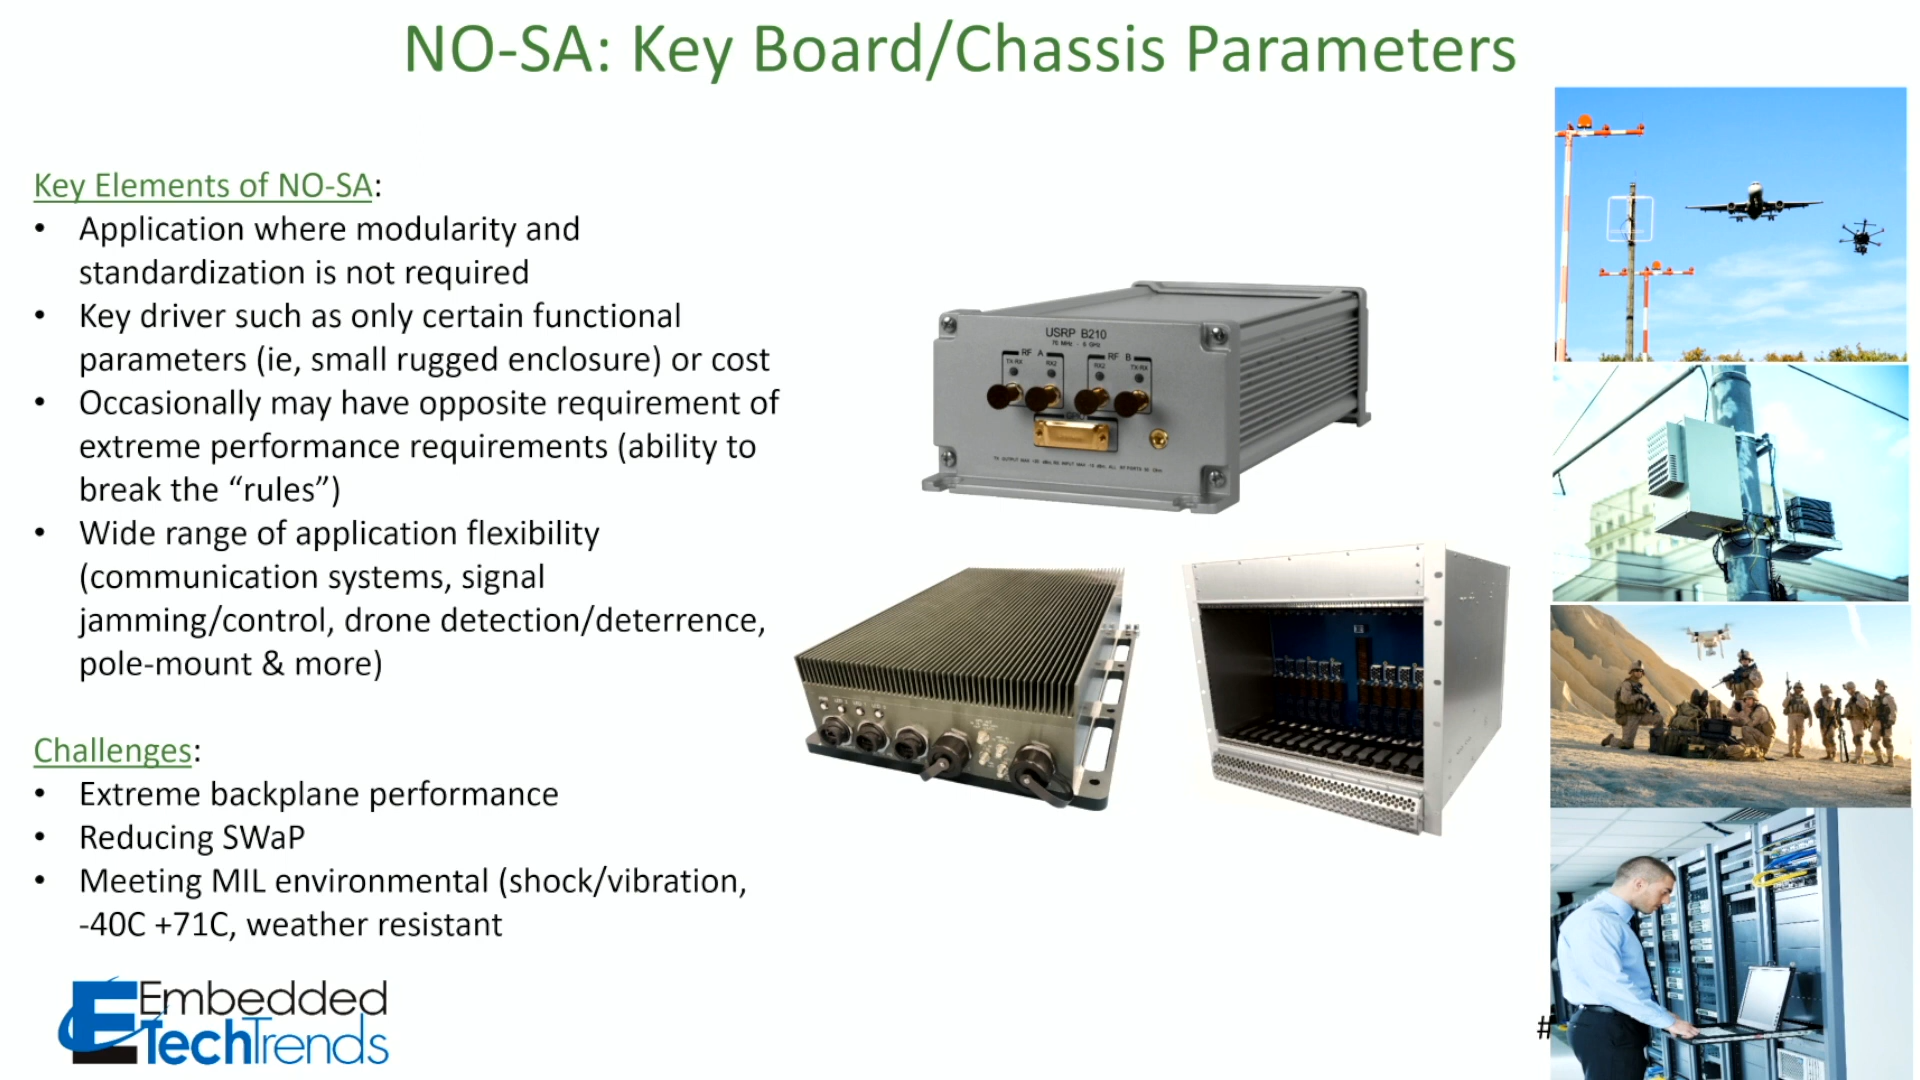 NO-SA: Key Board/Chassis Parameters
Key Elements of NO-SA:
• Application where modularity and
standardization is not required
• Key driver such as only certain functional
parameters (ie, small rugged enclosure) or cost
• Occasionally may have opposite requirement of
extreme performance requirements (ability to
break the “rules”)
• Wide range of application flexibility
(communication systems, signal
jamming/control, drone detection/deterrence,
pole-mount & more)
Challenges:
• Extreme backplane performance
• Reducing SWaP
• Meeting MIL environmental (shock/vibration,
-40C +71C, weather resistant
USRP B210
70 MHz - 6 GHz
RF A
RF B
TX/RX
RX2
RX2
TX/RX
Embedded
TechTrends
#